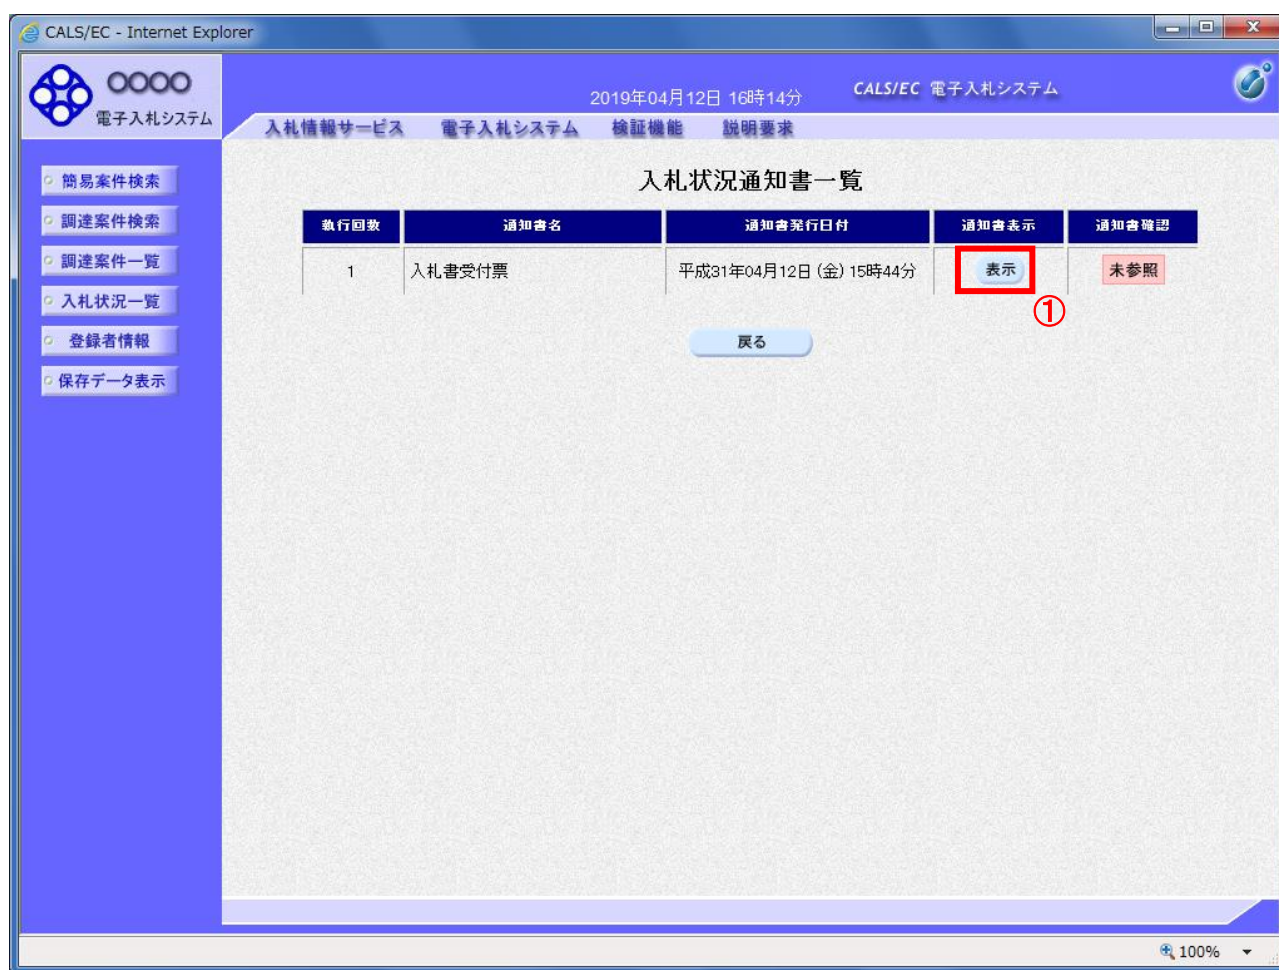 CALS/EC - Internet Explorer
○○○○
電子入札システム
2019年04月12日 16時14分
CALS/EC 電子入札システム
入札情報サービス 電子入札システム 検証機能 説明要求
簡易案件検索
調達案件検索
調達案件一覧
入札状況一覧
登録者情報
保存データ表示
入札状況通知書一覧
執行回数 通知書名 通知書発行日付 通知書表示 通知書確認
1 入札書受付票 平成31年04月12日 (金) 15時44分 表示 未参照
①
戻る
100%